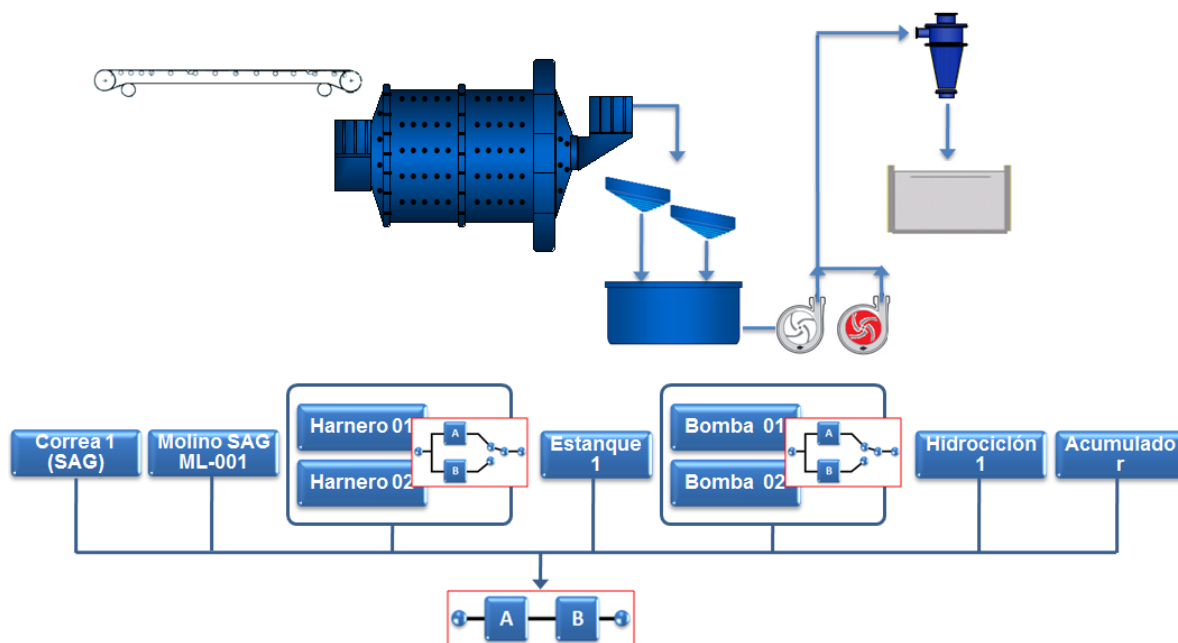 Correa 1
(SAG)
Molino SAG
ML-001
Harnero 01
Harnero 02
A
B
Estanque
1
Bomba 01
Bomba 02
A
B
Hidrociclón
1
Acumulado
r
A
B